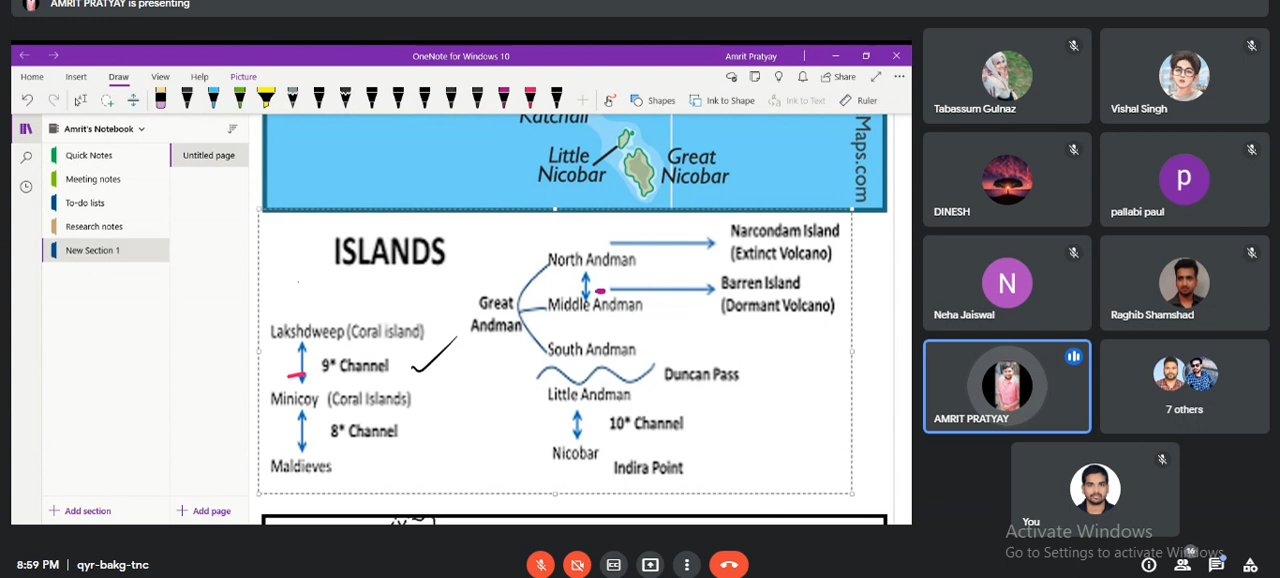 AMRIT PRATYAY is presenting
OneNote for Windows 10
Amrit Pratyay
Home Insert Draw View Help Picture
Share
Shapes Ink to Shape Ink to Text Ruler
Amrit's Notebook
Quick Notes
Meeting notes
To-do lists
Research notes
New Section 1
Add section
Untitled page
Add page
Katchall
Little
Nicobar
Great
Nicobar
Maps.com
ISLANDS
Lakshdweep (Coral island)
9* Channel
Minicoy (Coral Islands)
8* Channel
Maldieves
Great
Andman
North Andman
Middle Andman
South Andman
Little Andman
Nicobar
Narcondam Island
(Extinct Volcano)
Barren Island
(Dormant Volcano)
Duncan Pass
10* Channel
Indira Point
Tabassum Gulnaz
Vishal Singh
DINESH
p
pallabi paul
N
Neha Jaiswal
Raghib Shamshad
AMRIT PRATYAY
7 others
You
Activate Windows
Go to Settings to activate Windows.
8:59 PM | qyr-bakg-tnc
16